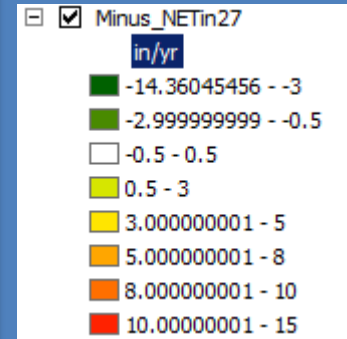 Minus_NETin27
in/yr
-14.36045456 - -3
-2.999999999 - -0.5
-0.5 - 0.5
0.5 - 3
3.000000001 - 5
5.000000001 - 8
8.000000001 - 10
10.00000001 - 15